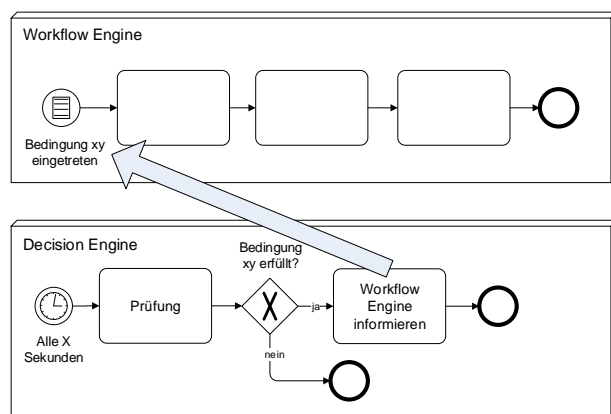 Workflow Engine
Bedingung xy
eingetreten
Decision Engine
Bedingung
xy erfüllt?
Prüfung
ja
Workflow
Engine
informieren
Alle X
Sekunden
nein